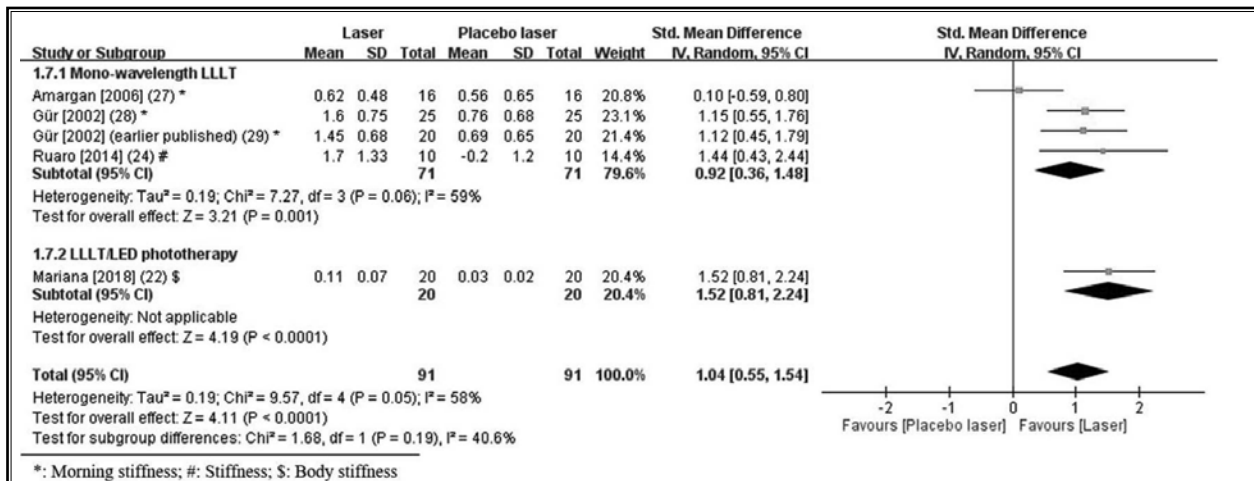 Laser Placebo laser Std. Mean Difference Std. Mean Difference
Study or Subgroup Mean SD Total Mean SD Total Weight IV, Random, 95% CI IV, Random, 95% CI
1.7.1 Mono-wavelength LLLT
Amargan [2006] (27) * 0.62 0.48 16 0.56 0.65 16 20.8% 0.10 [-0.59, 0.80]
Gür [2002] (28) * 1.6 0.75 25 0.76 0.68 25 23.1% 1.15 [0.55, 1.76]
Gür [2002] (earlier published) (29) * 1.45 0.68 20 0.69 0.65 20 21.4% 1.12 [0.45, 1.79]
Ruaro [2014] (24) # 1.7 1.33 10 -0.2 1.2 10 14.4% 1.44 [0.43, 2.44]
Subtotal (95% CI) 71 71 79.6% 0.92 [0.36, 1.48]
Heterogeneity: Tau² = 0.19; Chi² = 7.27, df = 3 (P = 0.06); I² = 59%
Test for overall effect: Z = 3.21 (P = 0.001)
1.7.2 LLLT/LED phototherapy
Mariana [2018] (22) $ 0.11 0.07 20 0.03 0.02 20 20.4% 1.52 [0.81, 2.24]
Subtotal (95% CI) 20 20 20.4% 1.52 [0.81, 2.24]
Heterogeneity: Not applicable
Test for overall effect: Z = 4.19 (P < 0.0001)
Total (95% CI) 91 91 100.0% 1.04 [0.55, 1.54]
Heterogeneity: Tau² = 0.19; Chi² = 9.57, df = 4 (P = 0.05); I² = 58%
Test for overall effect: Z = 4.11 (P < 0.0001)
Test for subgroup differences: Chi² = 1.68, df = 1 (P = 0.19), I² = 40.6%
-2 -1 0 1 2
Favours [Placebo laser] Favours [Laser]
*: Morning stiffness; #: Stiffness; $: Body stiffness